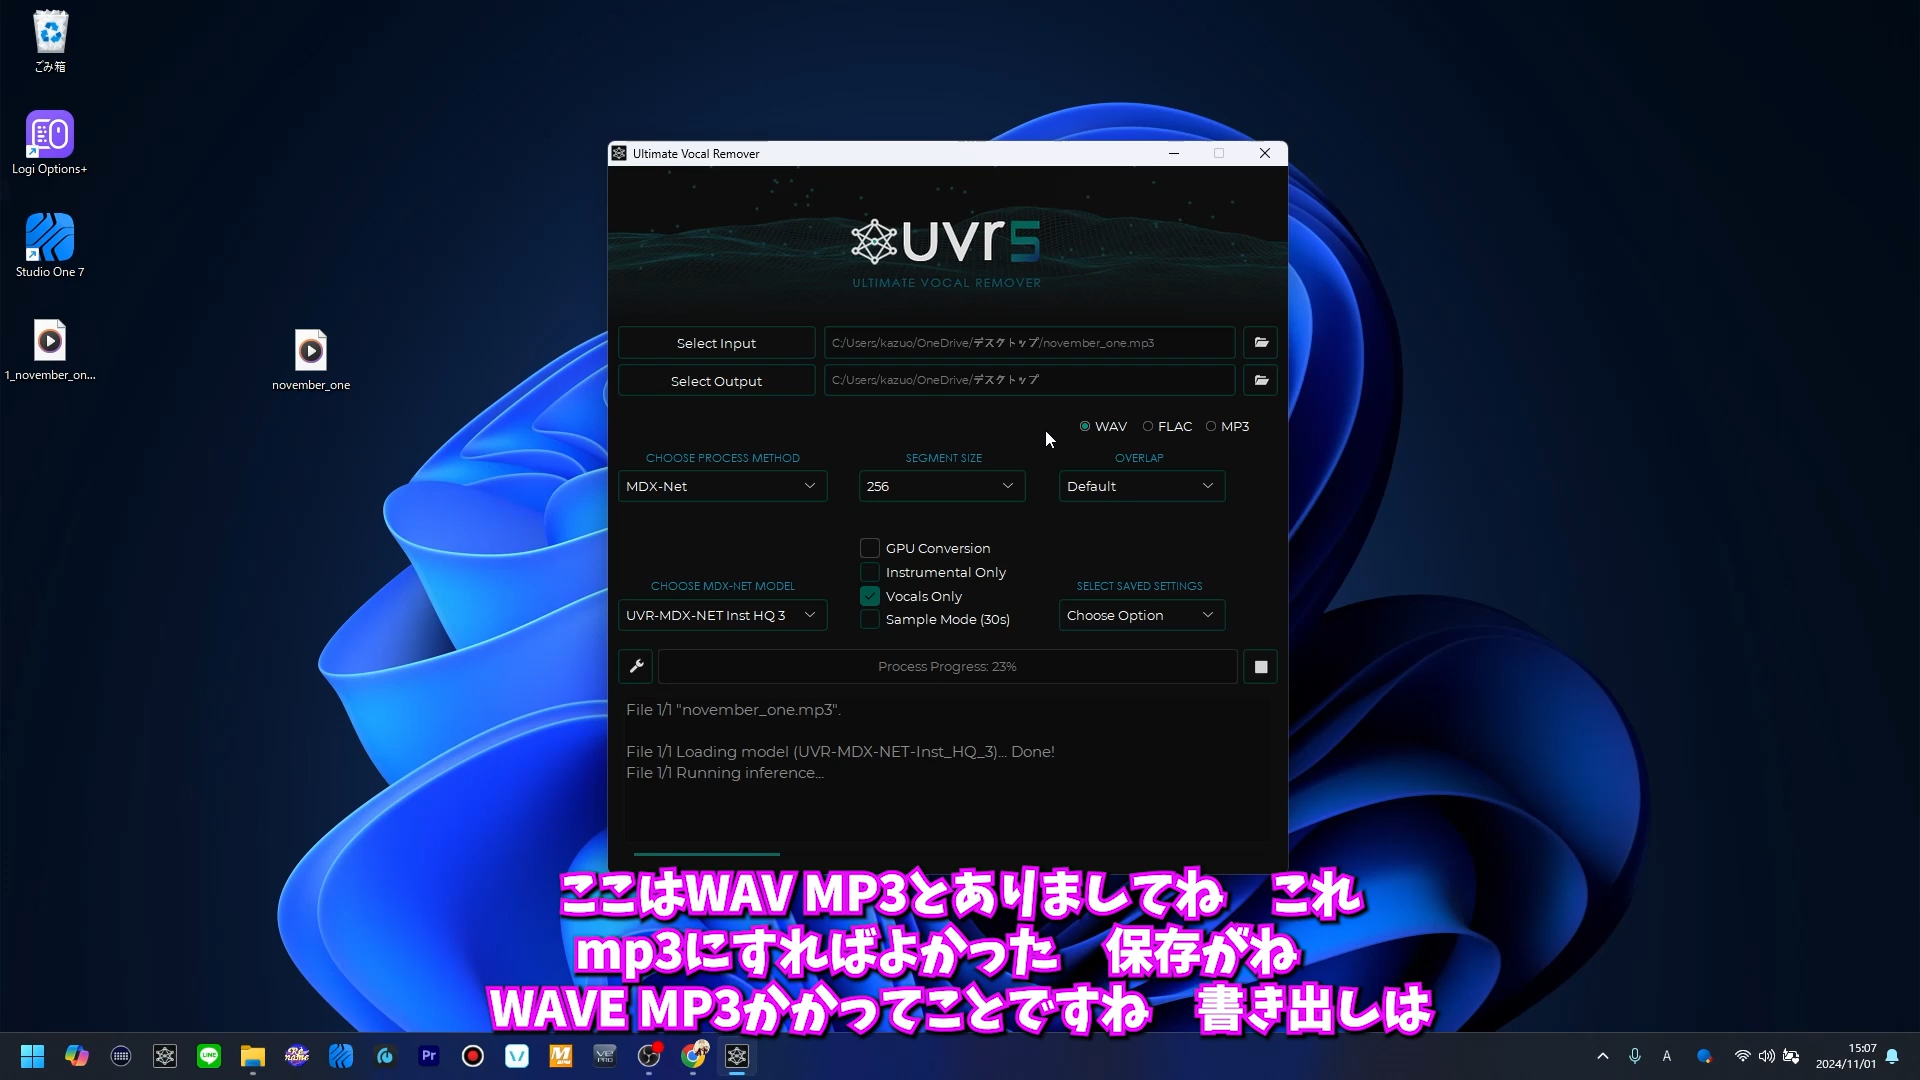 ごみ箱
Logi Options+
Studio One 7
1_november_on...
november_one
Ultimate Vocal Remover
uvr5
ULTIMATE VOCAL REMOVER
Select Input
C:/Users/kazuo/OneDrive/デスクトップ/november_one.mp3
Select Output
C:/Users/kazuo/OneDrive/デスクトップ
WAV FLAC MP3
CHOOSE PROCESS METHOD
SEGMENT SIZE
OVERLAP
MDX-Net
256
Default
GPU Conversion
Instrumental Only
Vocals Only
Sample Mode (30s)
CHOOSE MDX-NET MODEL
UVR-MDX-NET Inst HQ 3
SELECT SAVED SETTINGS
Choose Option
Process Progress: 23%
File 1/1 "november_one.mp3".
File 1/1 Loading model (UVR-MDX-NET-Inst_HQ_3)... Done!
File 1/1 Running inference...
ここはWAV MP3とありましてね　これ
mp3にすればよかった　保存がね
WAVE MP3かかってことですね　書き出しは
LINE
Pr
A
15:07
2024/11/01